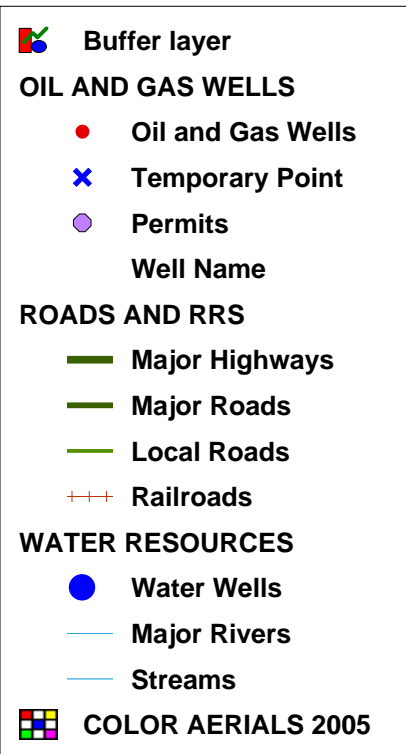 Buffer layer
OIL AND GAS WELLS
Oil and Gas Wells
Temporary Point
Permits
Well Name
ROADS AND RRS
Major Highways
Major Roads
Local Roads
Railroads
WATER RESOURCES
Water Wells
Major Rivers
Streams
COLOR AERIALS 2005